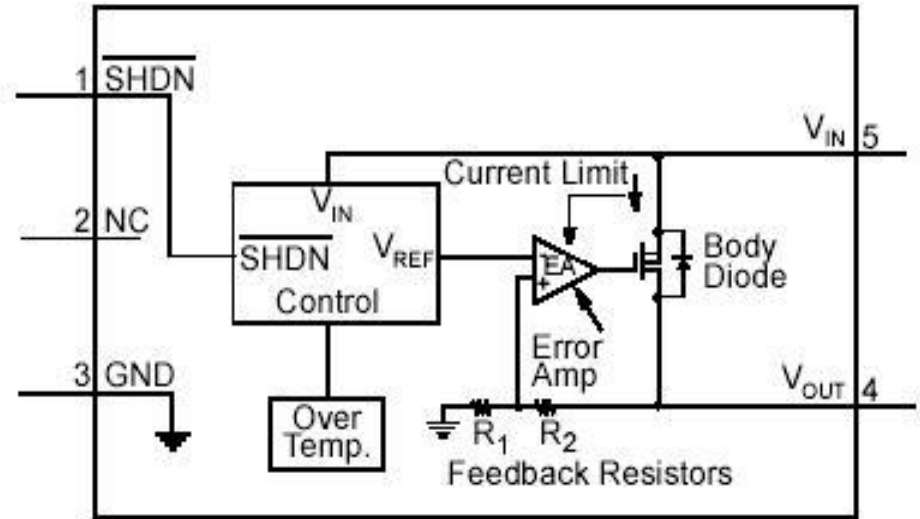 1 SHDN
2 NC
3 GND
V_IN 5
V_OUT 4
V_IN
SHDN
V_REF
Control
Over
Temp.
Current Limit
- EA
+
Error
Amp
Body
Diode
R_1 R_2
Feedback Resistors